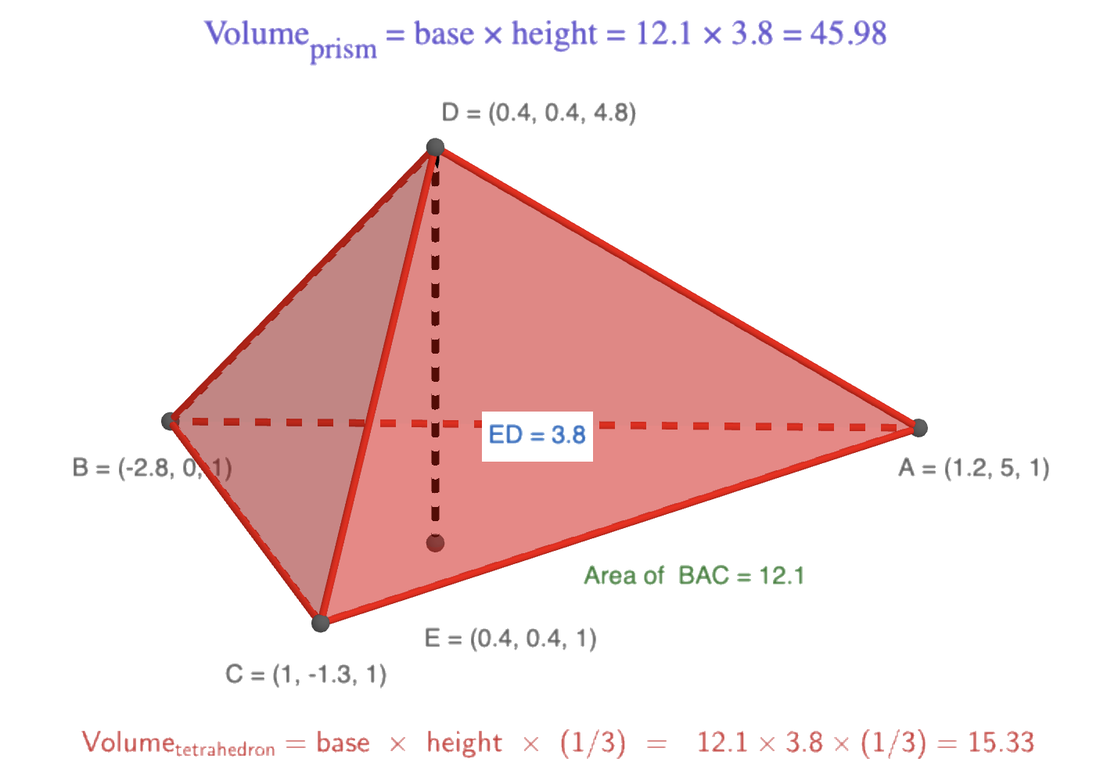 Volume_prism = base × height = 12.1 × 3.8 = 45.98
D = (0.4, 0.4, 4.8)
ED = 3.8
B = (-2.8, 0, 1)
A = (1.2, 5, 1)
Area of BAC = 12.1
E = (0.4, 0.4, 1)
C = (1, -1.3, 1)
Volume_tetrahedron = base × height × (1/3) = 12.1 × 3.8 × (1/3) = 15.33